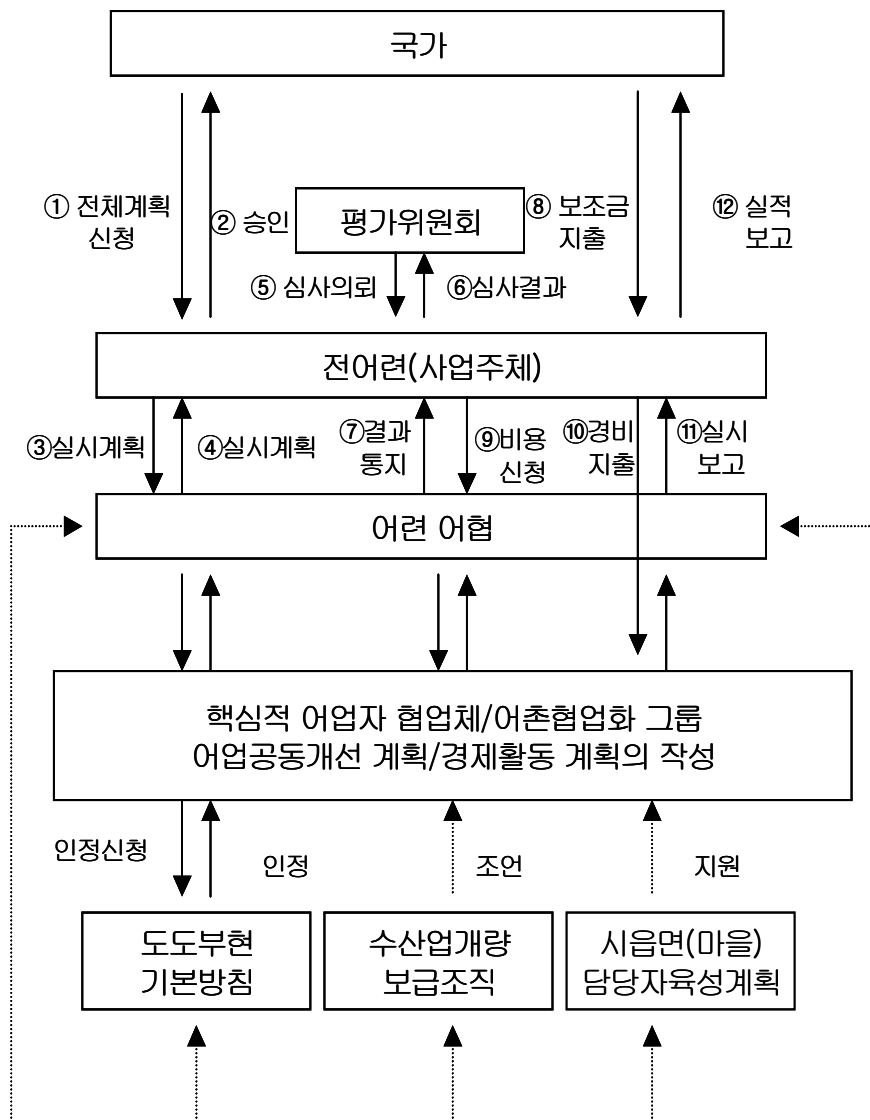 국가
① 전체계획
신청
② 승인
평가위원회
⑧ 보조금
지출
⑫ 실적
보고
⑤ 심사의뢰
⑥심사결과
전어련(사업주체)
③실시계획
④실시계획
⑦결과
통지
⑨비용
신청
⑩경비
지출
⑪실시
보고
어련 어협
핵심적 어업자 협업체/어촌협업화 그룹
어업공동개선 계획/경제활동 계획의 작성
인정신청
인정
조언
지원
도도부현
기본방침
수산업개량
보급조직
시읍면(마을)
담당자육성계획